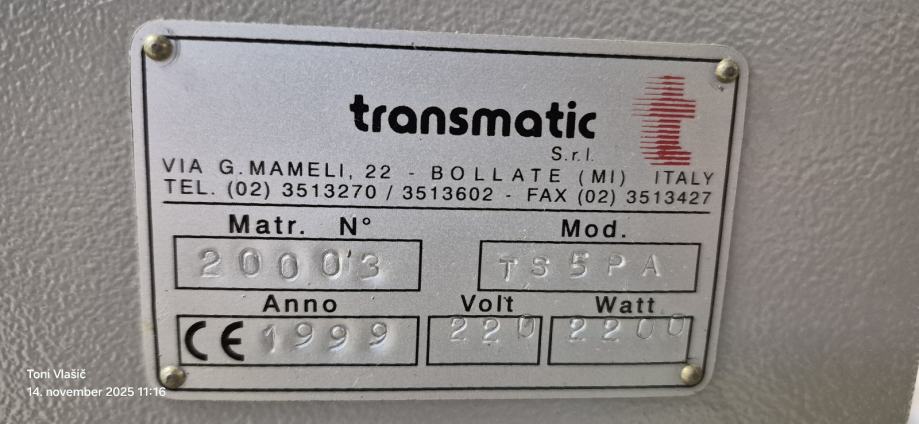 transmatic
S.r.l.
VIA G. MAMELI, 22 - BOLLATE (MI) ITALY
TEL. (02) 3513270 / 3513602 - FAX (02) 3513427
Matr. N° Mod.
20003 TS5PA
Anno Volt Watt
CE 1999 220 2200
Toni Vlašič
14. november 2025 11:16